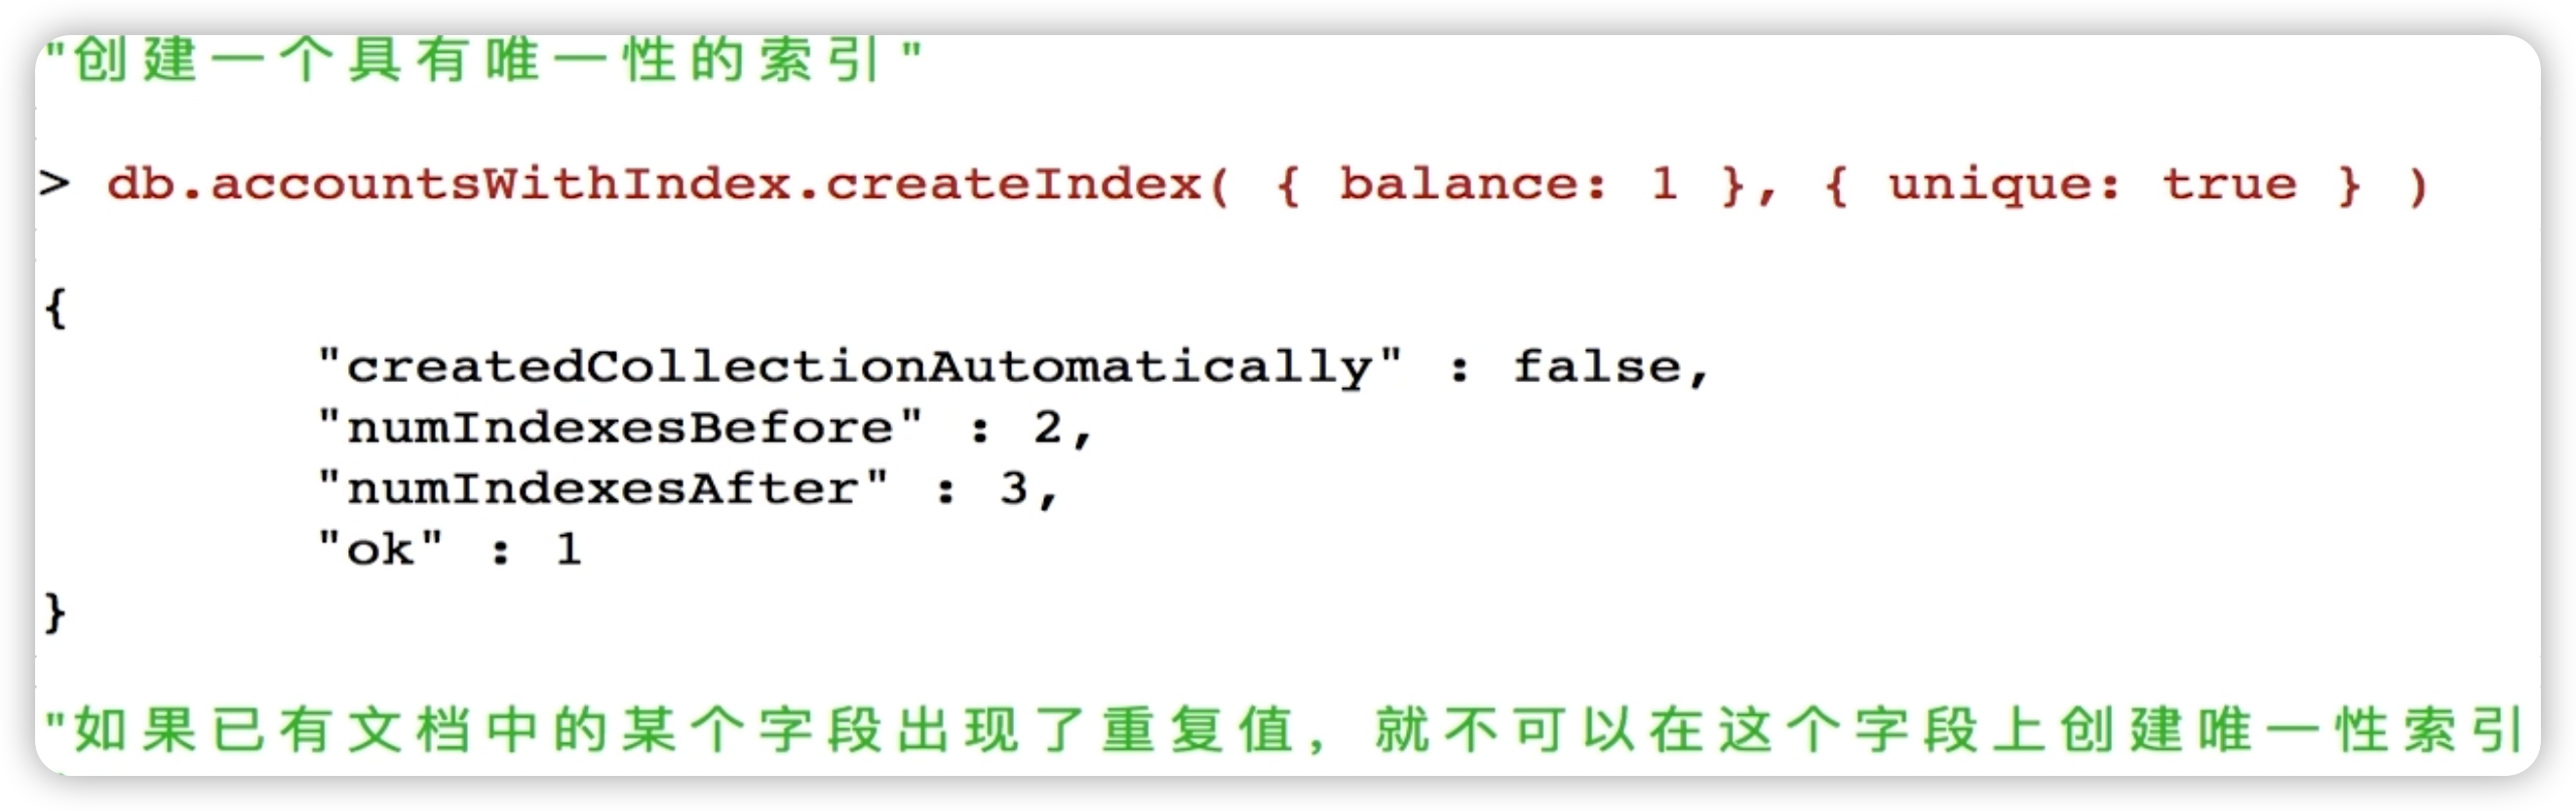 "创建一个具有唯一性的索引"
> db.accountsWithIndex.createIndex( { balance: 1 }, { unique: true } )
{
"createdCollectionAutomatically" : false,
"numIndexesBefore" : 2,
"numIndexesAfter" : 3,
"ok" : 1
}
"如果已有文档中的某个字段出现了重复值，就不可以在这个字段上创建唯一性索引